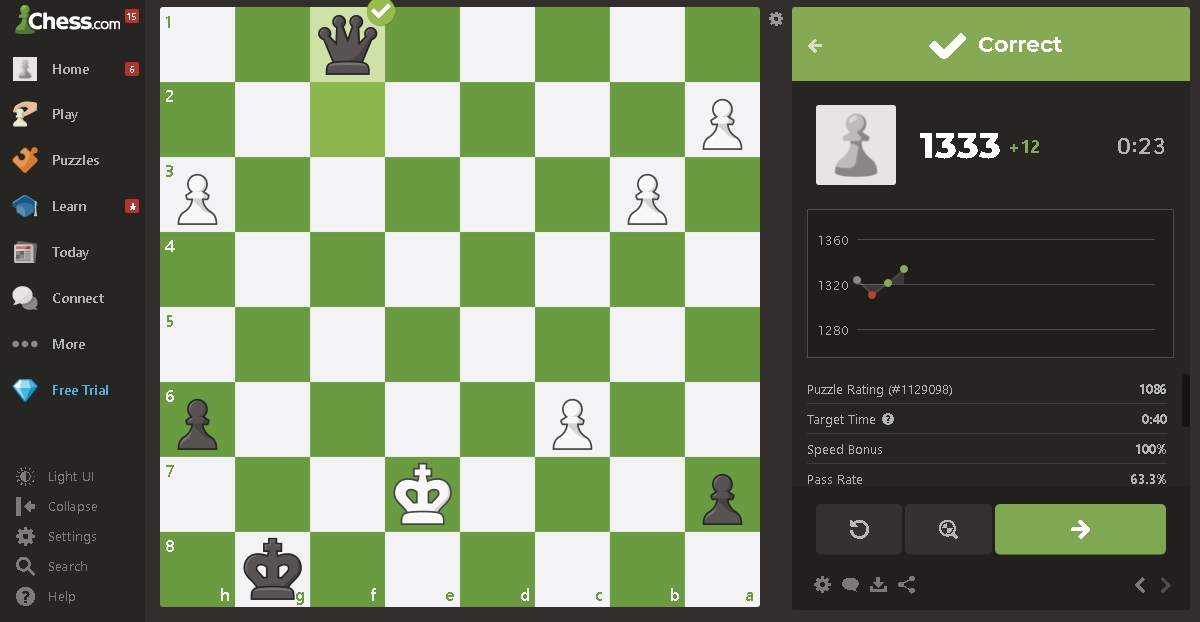 Chess.com 15
Home 6
Play
Puzzles
Learn
Today
Connect
More
Free Trial
Light UI
Collapse
Settings
Search
Help
1
2
3
4
5
6
7
8
h g f e d c b a
Correct
1333 +12 0:23
1360
1320
1280
Puzzle Rating (#1129098) 1086
Target Time ? 0:40
Speed Bonus 100%
Pass Rate 63.3%